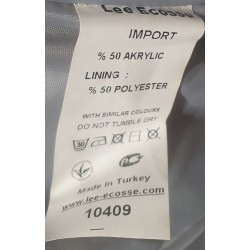 Lee Ecosse
IMPORT
% 50 AKRYLIC
LINING :
% 50 POLYESTER
WITH SIMILAR COLOURS
DO NOT TUMBLE DRY
30
Made in Turkey
www.lee-ecosse.com
10409